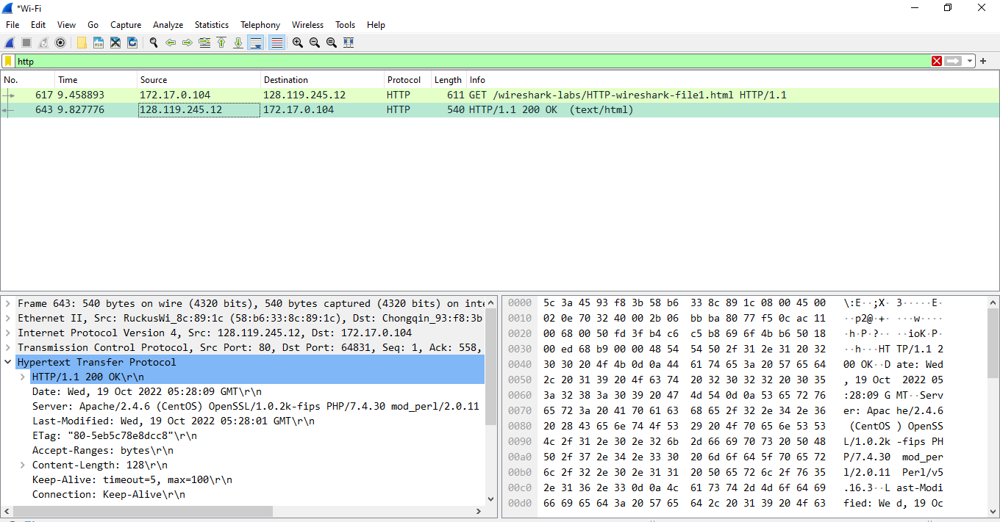 *Wi-Fi
File Edit View Go Capture Analyze Statistics Telephony Wireless Tools Help
http
No. Time Source Destination Protocol Length Info
617 9.458893 172.17.0.104 128.119.245.12 HTTP 611 GET /wireshark-labs/HTTP-wireshark-file1.html HTTP/1.1
643 9.827776 128.119.245.12 172.17.0.104 HTTP 540 HTTP/1.1 200 OK (text/html)
Frame 643: 540 bytes on wire (4320 bits), 540 bytes captured (4320 bits) on inte
Ethernet II, Src: RuckusWi_8c:89:1c (58:b6:33:8c:89:1c), Dst: Chongqin_93:f8:3b
Internet Protocol Version 4, Src: 128.119.245.12, Dst: 172.17.0.104
Transmission Control Protocol, Src Port: 80, Dst Port: 64831, Seq: 1, Ack: 558,
Hypertext Transfer Protocol
HTTP/1.1 200 OK\r\n
Date: Wed, 19 Oct 2022 05:28:09 GMT\r\n
Server: Apache/2.4.6 (CentOS) OpenSSL/1.0.2k-fips PHP/7.4.30 mod_perl/2.0.11
Last-Modified: Wed, 19 Oct 2022 05:28:01 GMT\r\n
ETag: "80-5eb5c78e8dcc8"\r\n
Accept-Ranges: bytes\r\n
Content-Length: 128\r\n
Keep-Alive: timeout=5, max=100\r\n
Connection: Keep-Alive\r\n
0000 5c 3a 45 93 f8 3b 58 b6 33 8c 89 1c 08 00 45 00 \:E··;X· 3·····E·
0010 02 0e 70 32 40 00 2b 06 bb ba 80 77 f5 0c ac 11 ··p2@·+· ···w····
0020 00 68 00 50 fd 3f b4 c6 c5 b8 69 6f 4b b6 50 18 ·h·P·?·· ··ioK·P·
0030 00 ed 68 b9 00 00 48 54 54 50 2f 31 2e 31 20 32 ··h···HT TP/1.1 2
0040 30 30 20 4f 4b 0d 0a 44 61 74 65 3a 20 57 65 64 00 OK··D ate: Wed
0050 2c 20 31 39 20 4f 63 74 20 32 30 32 32 20 30 35 , 19 Oct 2022 05
0060 3a 32 38 3a 30 39 20 47 4d 54 0d 0a 53 65 72 76 :28:09 G MT··Serv
0070 65 72 3a 20 41 70 61 63 68 65 2f 32 2e 34 2e 36 er: Apac he/2.4.6
0080 20 28 43 65 6e 74 4f 53 29 20 4f 70 65 6e 53 53 (CentOS ) OpenSS
0090 4c 2f 31 2e 30 2e 32 6b 2d 66 69 70 73 20 50 48 L/1.0.2k -fips PH
00a0 50 2f 37 2e 34 2e 33 30 20 6d 6f 64 5f 70 65 72 P/7.4.30 mod_per
00b0 6c 2f 32 2e 30 2e 31 31 20 50 65 72 6c 2f 76 35 l/2.0.11 Perl/v5
00c0 2e 31 36 2e 33 0d 0a 4c 61 73 74 2d 4d 6f 64 69 .16.3··L ast-Modi
00d0 66 69 65 64 3a 20 57 65 64 2c 20 31 39 20 4f 63 fied: We d, 19 Oc